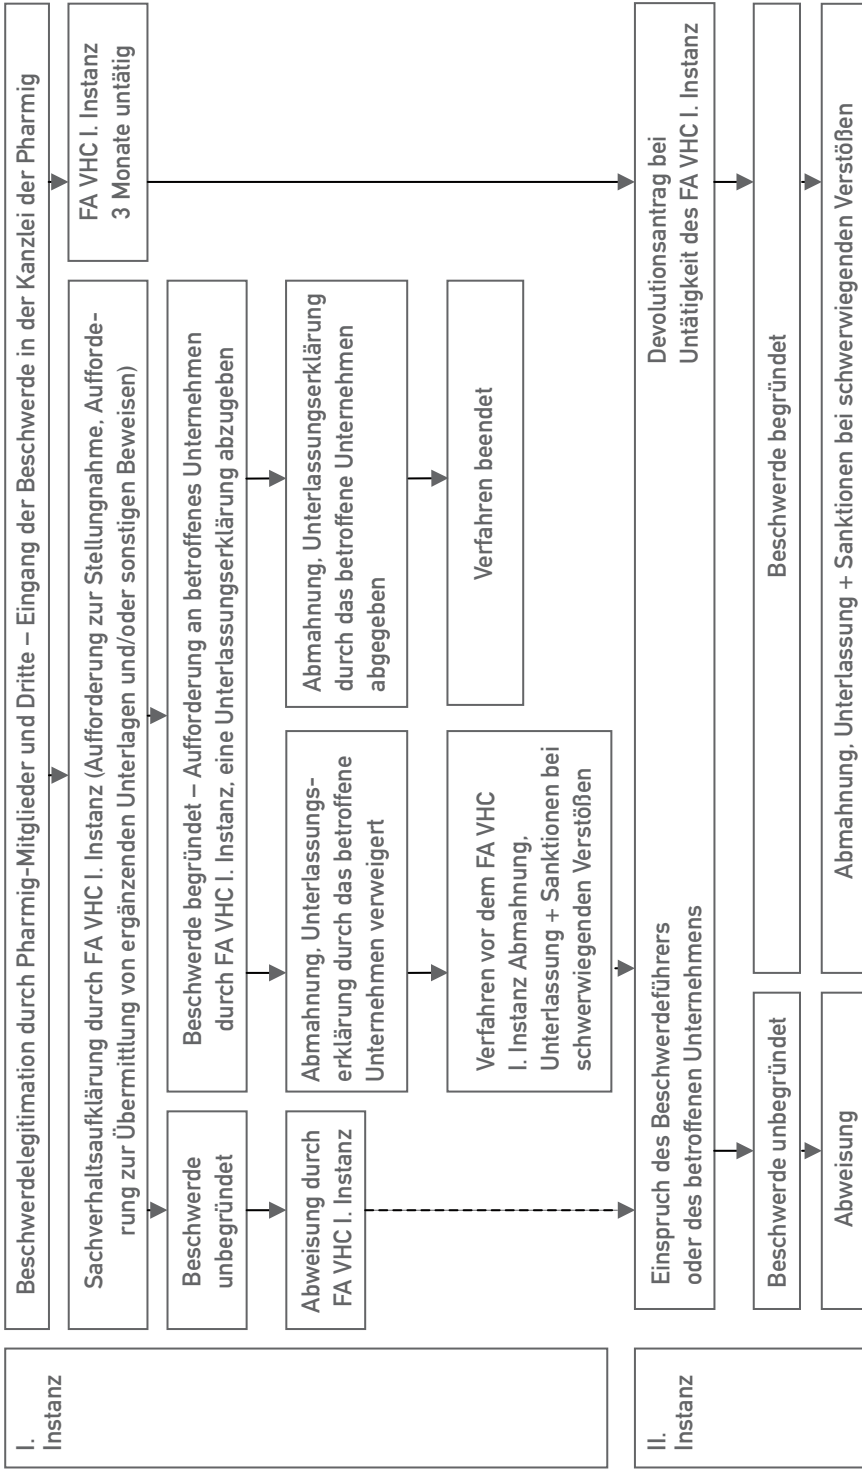 I.
Instanz
Beschwerdelegitimation durch Pharmig-Mitglieder und Dritte – Eingang der Beschwerde in der Kanzlei der Pharmig
Sachverhaltsaufklärung durch FA VHC I. Instanz (Aufforderung zur Stellungnahme, Aufforde-
rung zur Übermittlung von ergänzenden Unterlagen und/oder sonstigen Beweisen)
FA VHC I. Instanz
3 Monate untätig
Beschwerde
unbegründet
Beschwerde begründet – Aufforderung an betroffenes Unternehmen
durch FA VHC I. Instanz, eine Unterlassungserklärung abzugeben
Abweisung durch
FA VHC I. Instanz
Abmahnung, Unterlassungs-
erklärung durch das betroffene
Unternehmen verweigert
Abmahnung, Unterlassungserklärung
durch das betroffene Unternehmen
abgegeben
Verfahren vor dem FA VHC
I. Instanz Abmahnung,
Unterlassung + Sanktionen bei
schwerwiegenden Verstößen
Verfahren beendet
II.
Instanz
Einspruch des Beschwerdeführers
oder des betroffenen Unternehmens
Devolutionsantrag bei
Untätigkeit des FA VHC I. Instanz
Beschwerde unbegründet
Beschwerde begründet
Abweisung
Abmahnung, Unterlassung + Sanktionen bei schwerwiegenden Verstößen